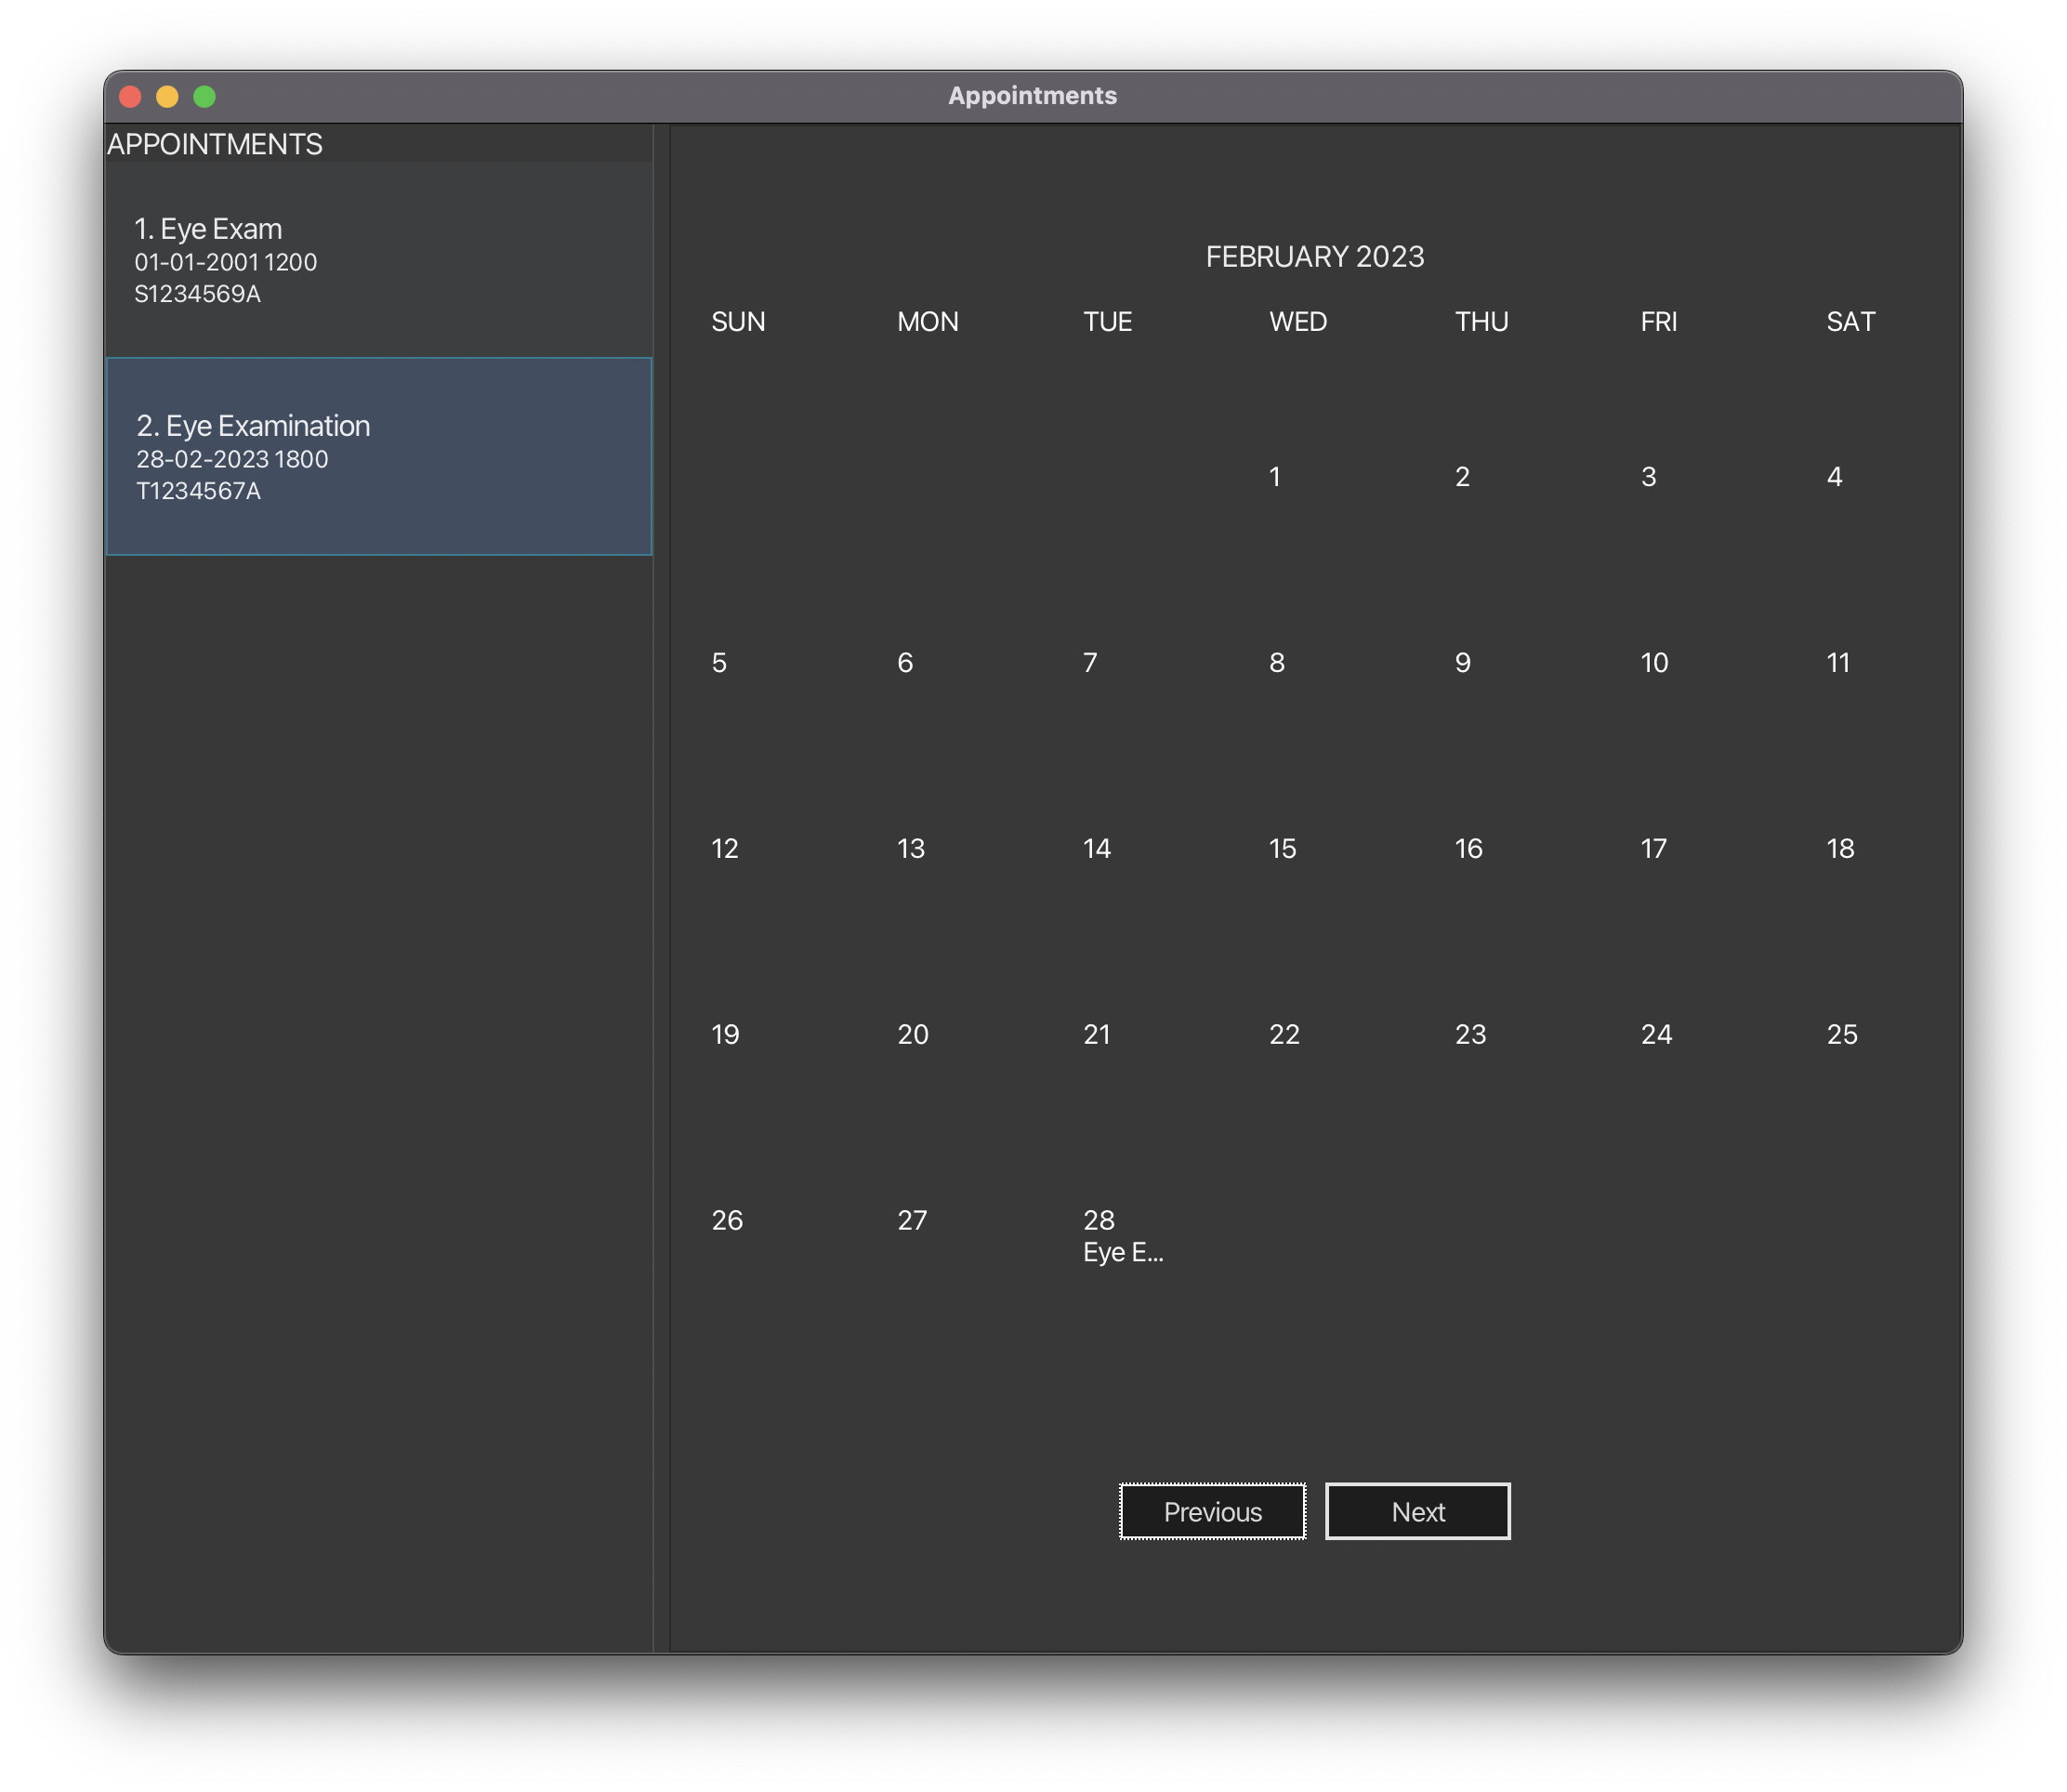 Appointments
APPOINTMENTS
1. Eye Exam
01-01-2001 1200
S1234569A
2. Eye Examination
28-02-2023 1800
T1234567A
FEBRUARY 2023
SUN MON TUE WED THU FRI SAT
1 2 3 4
5 6 7 8 9 10 11
12 13 14 15 16 17 18
19 20 21 22 23 24 25
26 27 28
Eye E...
Previous Next